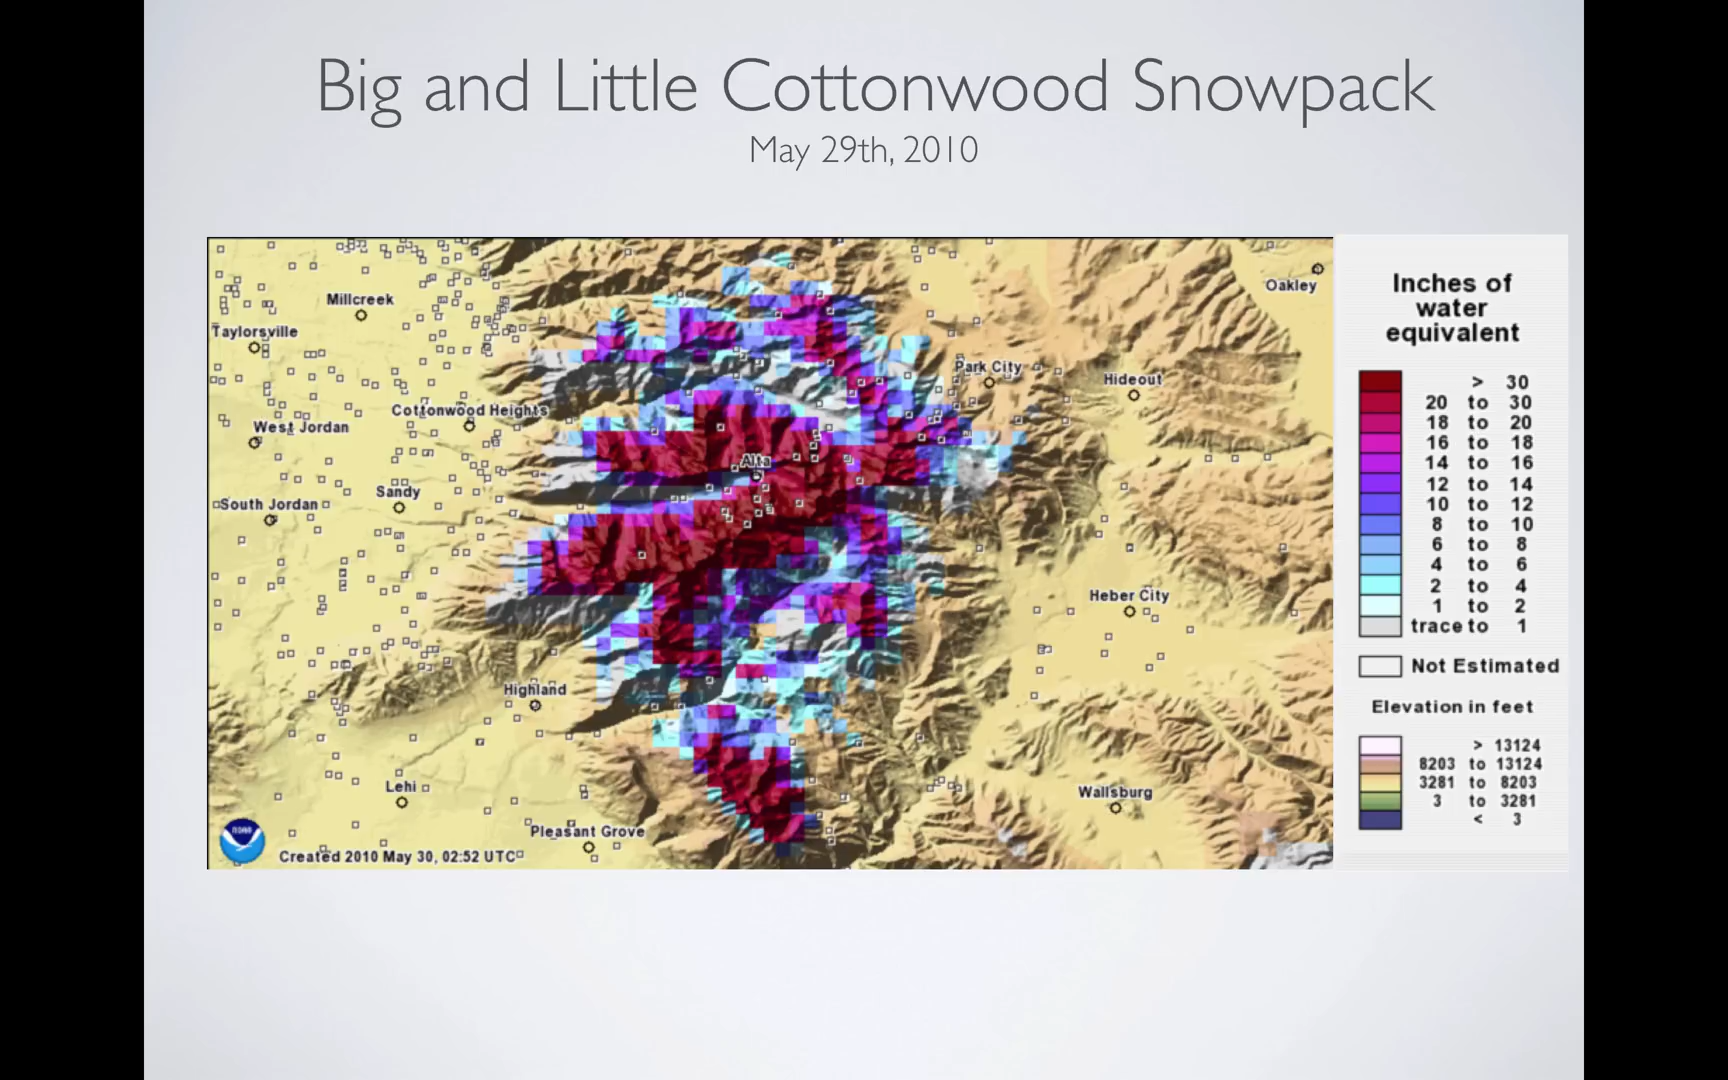 Big and Little Cottonwood Snowpack
May 29th, 2010
Oakley
Millcreek
Taylorsville
Park City
Hideout
Cottonwood Heights
West Jordan
Alta
Sandy
South Jordan
Heber City
Highland
Lehi
Wallsburg
Pleasant Grove
NOAA
Created 2010 May 30, 02:52 UTC
Inches of
water
equivalent
> 30
20 to 30
18 to 20
16 to 18
14 to 16
12 to 14
10 to 12
8 to 10
6 to 8
4 to 6
2 to 4
1 to 2
trace to 1
Not Estimated
Elevation in feet
> 13124
8203 to 13124
3281 to 8203
3 to 3281
< 3